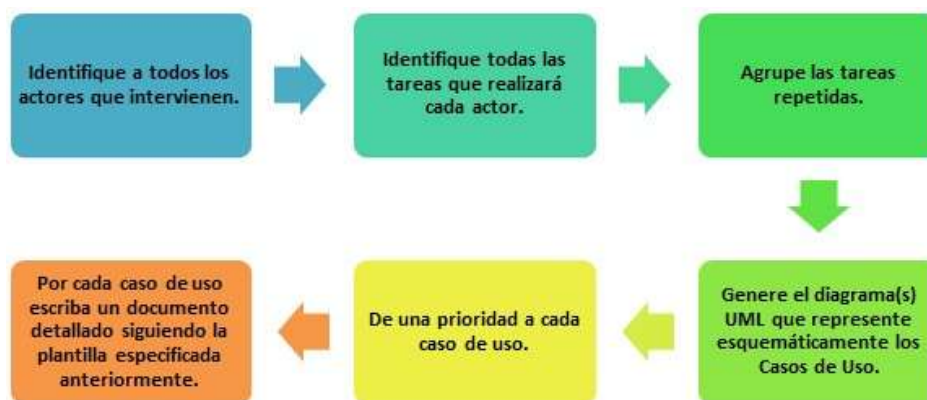 Identifique a todos los
actores que intervienen.
Identifique todas las
tareas que realizará
cada actor.
Agrupe las tareas
repetidas.
Genere el diagrama(s)
UML que represente
esquemáticamente los
Casos de Uso.
De una prioridad a cada
caso de uso.
Por cada caso de uso
escriba un documento
detallado siguiendo la
plantilla especificada
anteriormente.